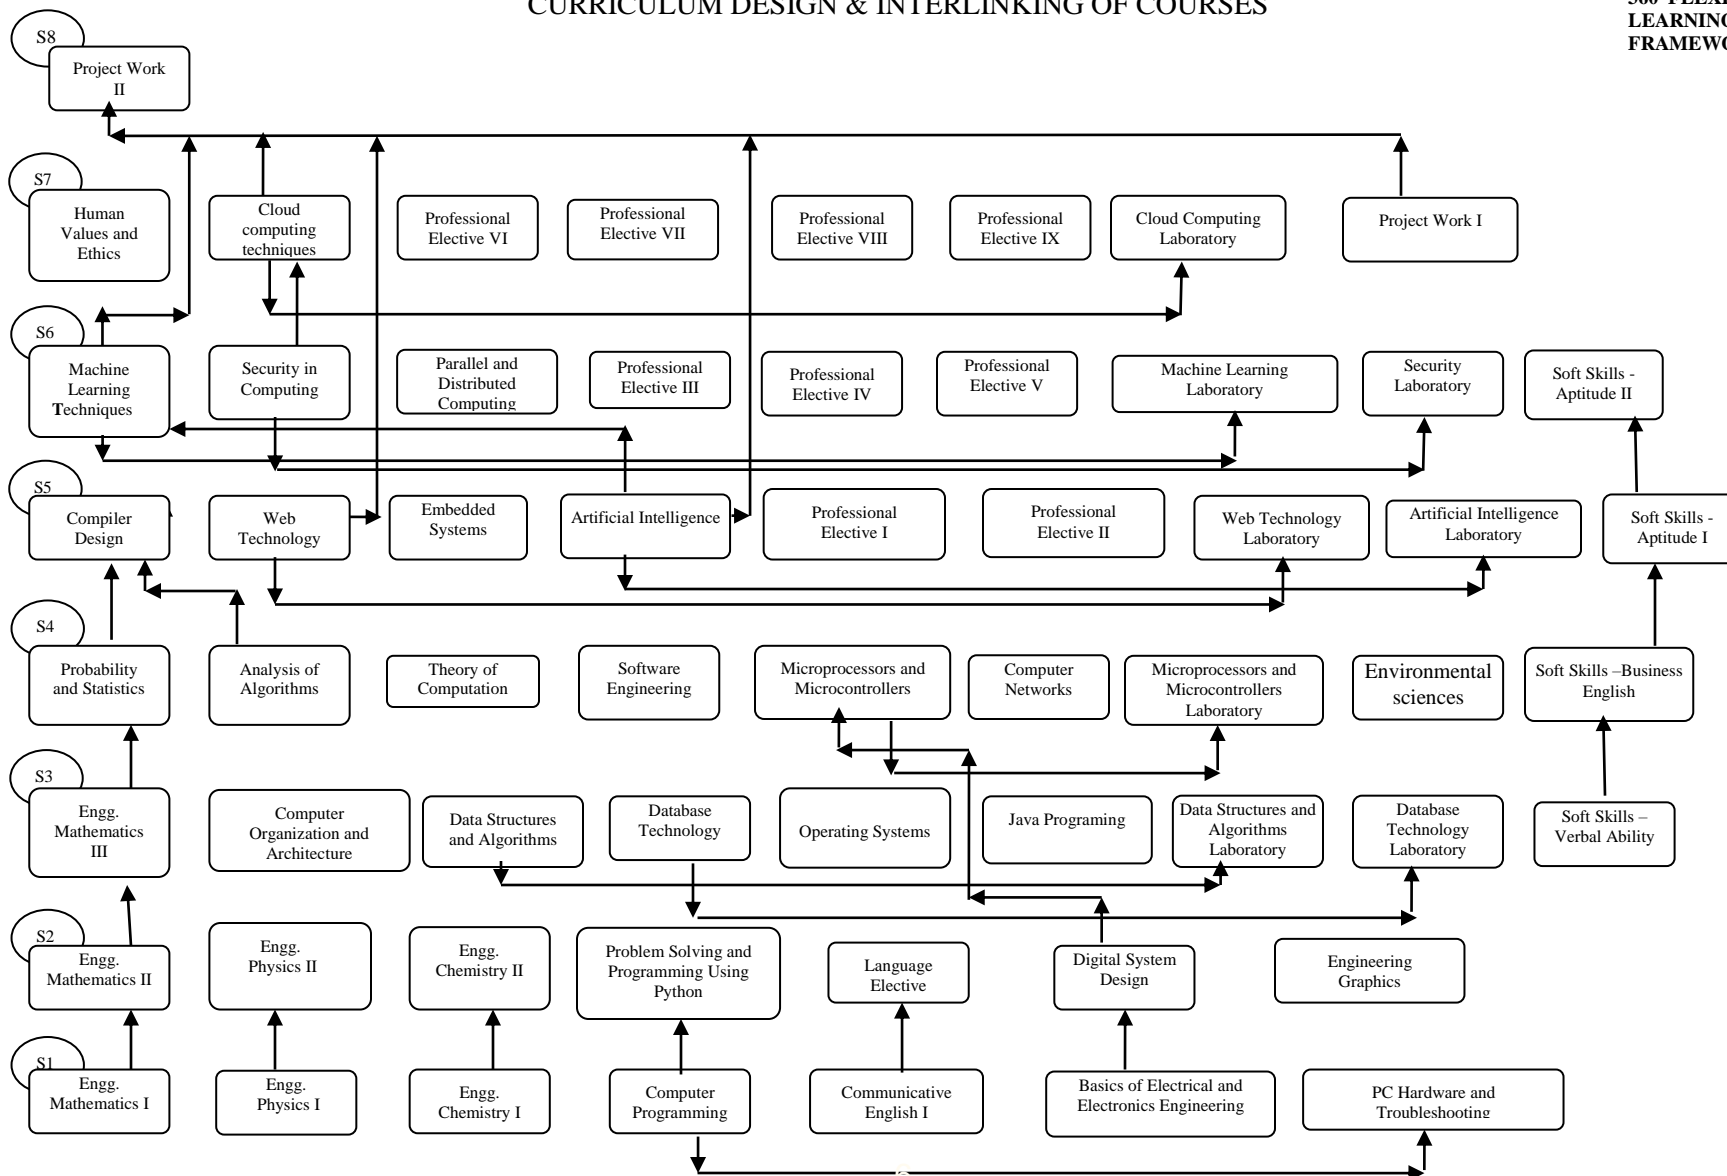 CURRICULUM DESIGN & INTERLINKING OF COURSES
LEARNING
S8
Project Work
II
S7
Human
Values and
Ethics
Cloud
computing
techniques
Professional
Elective VI
Professional
Elective VII
Professional
Elective VIII
Professional
Elective IX
Cloud Computing
Laboratory
Project Work I
S6
Machine
Learning
Techniques
Security in
Computing
Parallel and
Distributed
Computing
Professional
Elective III
Professional
Elective IV
Professional
Elective V
Machine Learning
Laboratory
Security
Laboratory
Soft Skills -
Aptitude II
S5
Compiler
Design
Web
Technology
Embedded
Systems
Artificial Intelligence
Professional
Elective I
Professional
Elective II
Web Technology
Laboratory
Artificial Intelligence
Laboratory
Soft Skills -
Aptitude I
S4
Probability
and Statistics
Analysis of
Algorithms
Theory of
Computation
Software
Engineering
Microprocessors and
Microcontrollers
Computer
Networks
Microprocessors and
Microcontrollers
Laboratory
Environmental
sciences
Soft Skills –Business
English
S3
Engg.
Mathematics
III
Computer
Organization and
Architecture
Data Structures
and Algorithms
Database
Technology
Operating Systems
Java Programing
Data Structures and
Algorithms
Laboratory
Database
Technology
Laboratory
Soft Skills –
Verbal Ability
S2
Engg.
Mathematics II
Engg.
Physics II
Engg.
Chemistry II
Problem Solving and
Programming Using
Python
Language
Elective
Digital System
Design
Engineering
Graphics
S1
Engg.
Mathematics I
Engg.
Physics I
Engg.
Chemistry I
Computer
Programming
Communicative
English I
Basics of Electrical and
Electronics Engineering
PC Hardware and
Troubleshooting